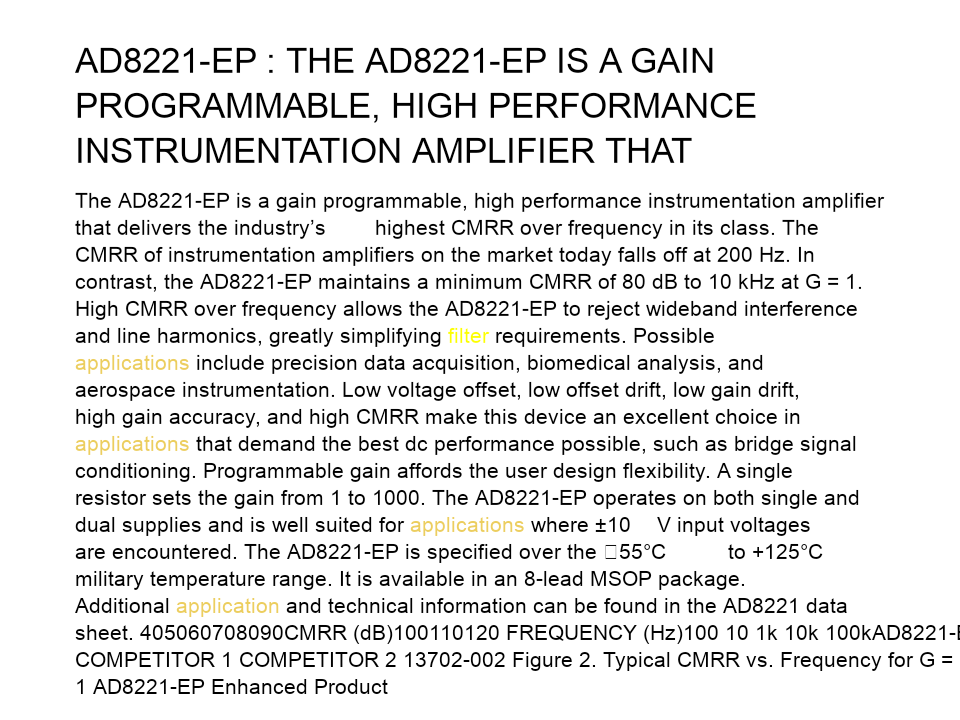 AD8221-EP : THE AD8221-EP IS A GAIN
PROGRAMMABLE, HIGH PERFORMANCE
INSTRUMENTATION AMPLIFIER THAT
The AD8221-EP is a gain programmable, high performance instrumentation amplifier
that delivers the industry’s highest CMRR over frequency in its class. The
CMRR of instrumentation amplifiers on the market today falls off at 200 Hz. In
contrast, the AD8221-EP maintains a minimum CMRR of 80 dB to 10 kHz at G = 1.
High CMRR over frequency allows the AD8221-EP to reject wideband interference
and line harmonics, greatly simplifying filter requirements. Possible
applications include precision data acquisition, biomedical analysis, and
aerospace instrumentation. Low voltage offset, low offset drift, low gain drift,
high gain accuracy, and high CMRR make this device an excellent choice in
applications that demand the best dc performance possible, such as bridge signal
conditioning. Programmable gain affords the user design flexibility. A single
resistor sets the gain from 1 to 1000. The AD8221-EP operates on both single and
dual supplies and is well suited for applications where ±10 V input voltages
are encountered. The AD8221-EP is specified over the 55°C to +125°C
military temperature range. It is available in an 8-lead MSOP package.
Additional application and technical information can be found in the AD8221 data
sheet. 405060708090CMRR (dB)100110120 FREQUENCY (Hz)100 10 1k 10k 100kAD8221-E
COMPETITOR 1 COMPETITOR 2 13702-002 Figure 2. Typical CMRR vs. Frequency for G =
1 AD8221-EP Enhanced Product